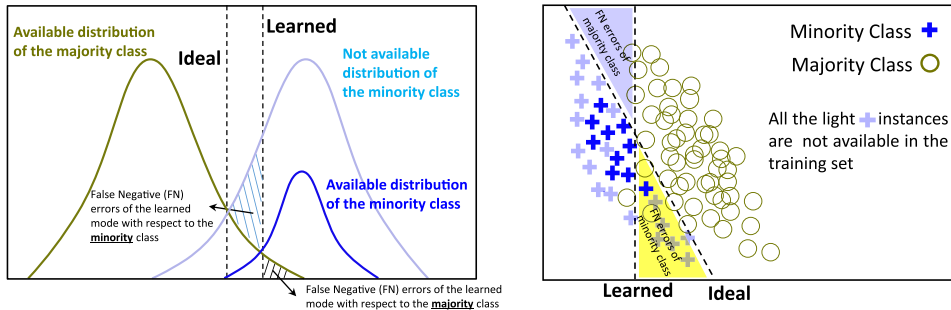 Available distribution
of the majority class
Ideal
Learned
Not available
distribution of
the minority class
Available distribution
of the minority class
False Negative (FN)
errors of the learned
mode with respect to the
minority class
False Negative (FN) errors of the learned
mode with respect to the majority class
FN errors of
majority class
Minority Class
Majority Class
All the light instances
are not available in the
training set
FN errors of
minority class
Learned
Ideal